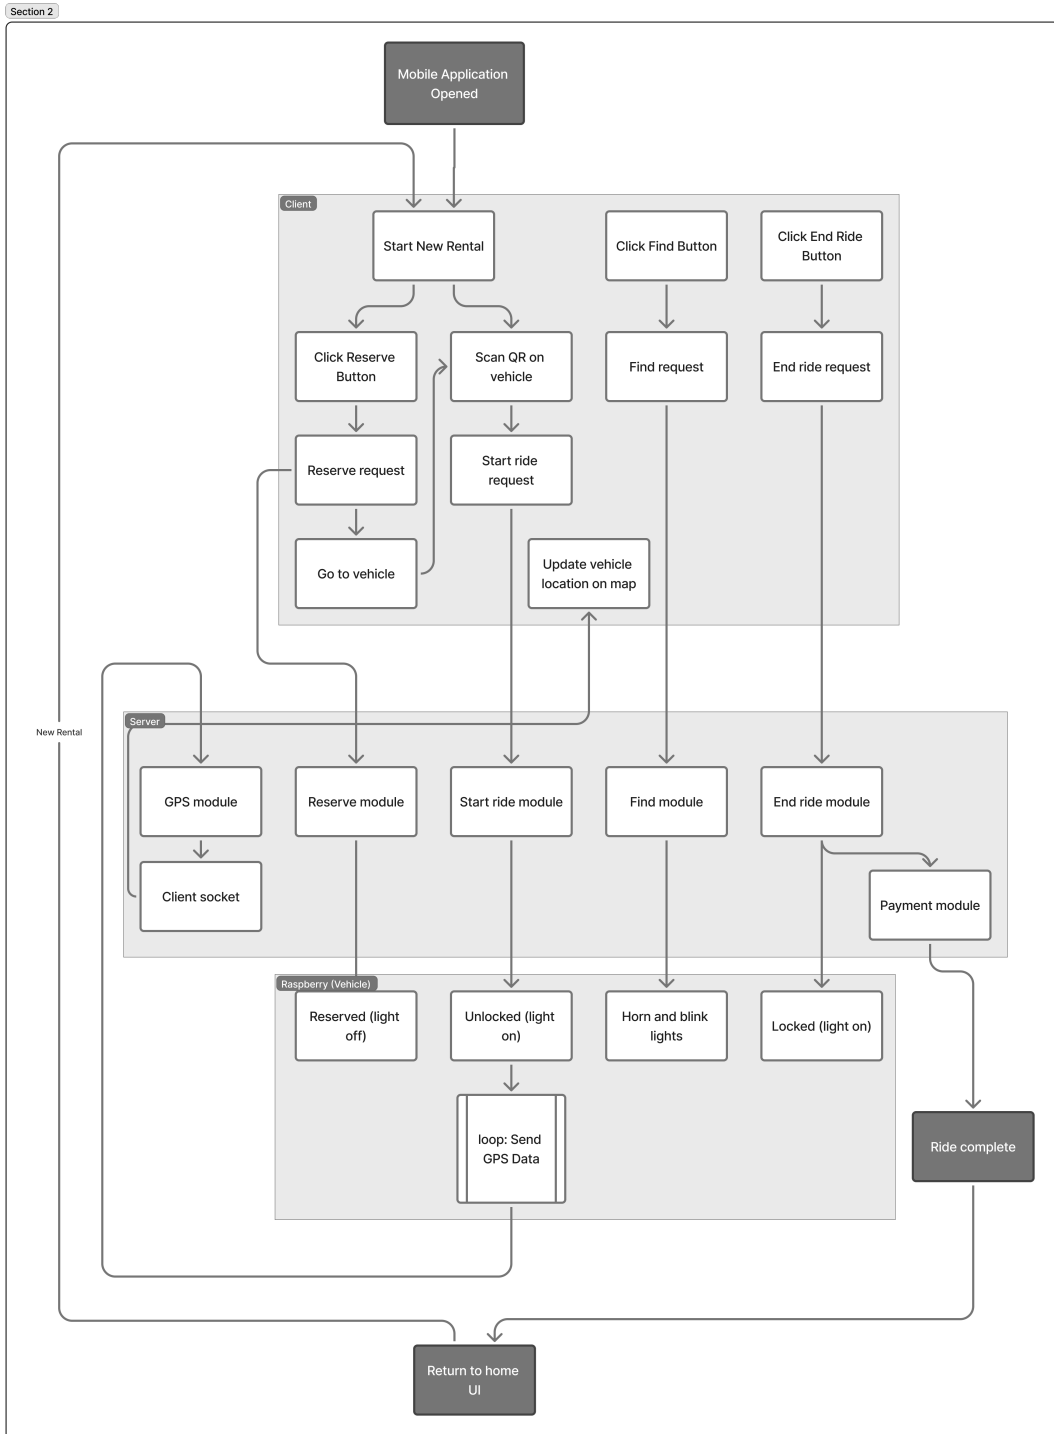 Section 2
Mobile Application
Opened
Client
Start New Rental
Click Find Button
Click End Ride
Button
Click Reserve
Button
Scan QR on
vehicle
Find request
End ride request
Reserve request
Start ride
request
Go to vehicle
Update vehicle
location on map
Server
New Rental
GPS module
Reserve module
Start ride module
Find module
End ride module
Client socket
Payment module
Raspberry (Vehicle)
Reserved (light
off)
Unlocked (light
on)
Horn and blink
lights
Locked (light on)
loop: Send
GPS Data
Ride complete
Return to home
UI